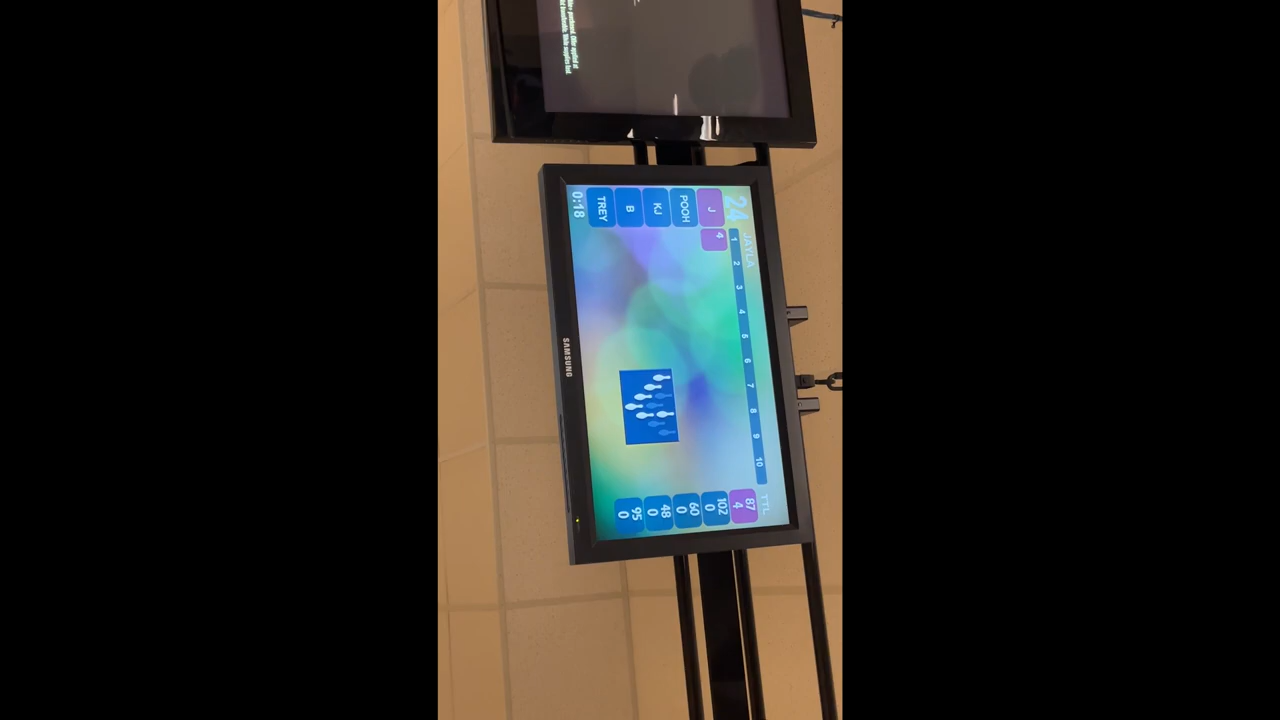 24 JAYLA
1 2 3 4 5 6 7 8 9 10 TTL
J 4 87 4
POOH 102 0
KJ 60 0
B 48 0
TREY 95 0
0:18
SAMSUNG